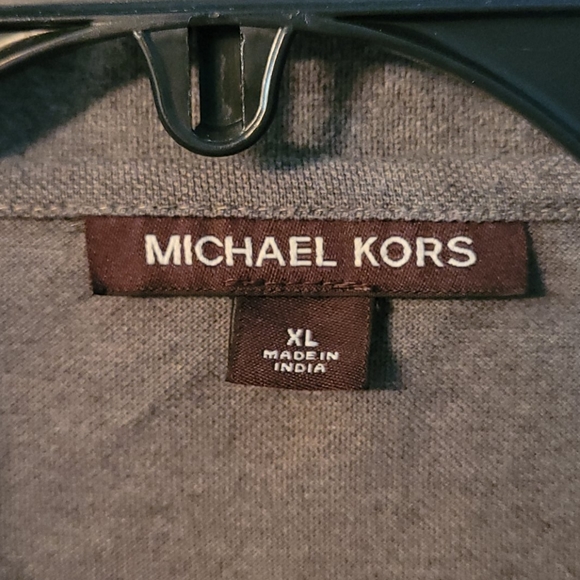 MICHAEL KORS
XL
MADE IN
INDIA